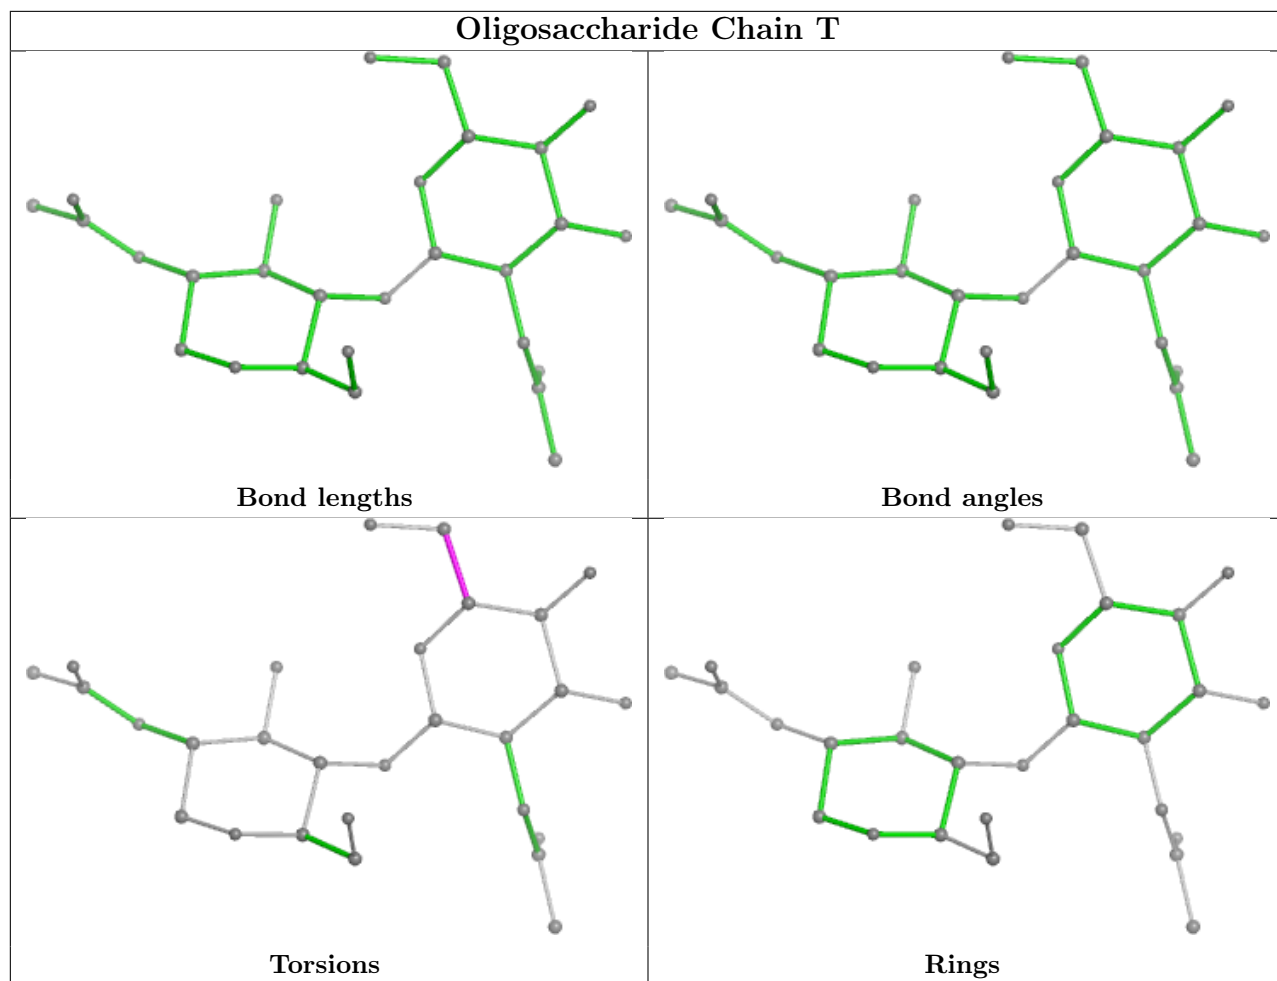 Oligosaccharide Chain T
Bond lengths
Bond angles
Torsions
Rings